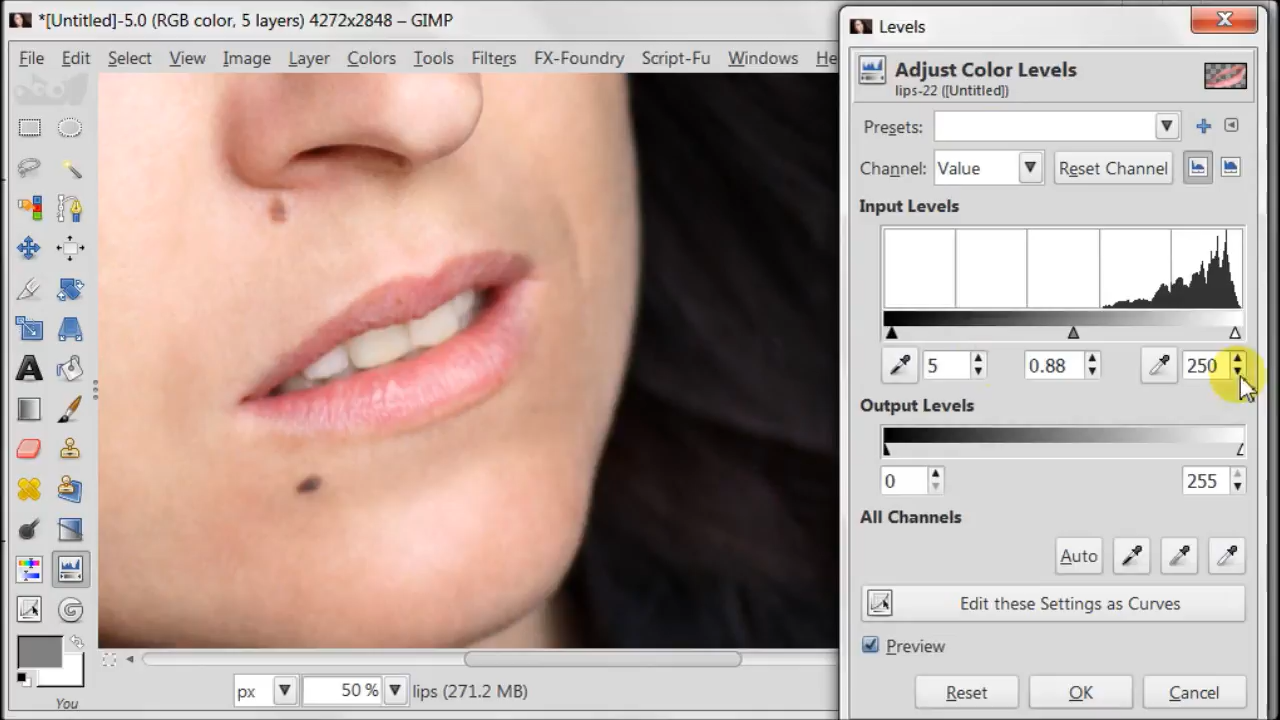 *[Untitled]-5.0 (RGB color, 5 layers) 4272x2848 – GIMP
File Edit Select View Image Layer Colors Tools Filters FX-Foundry Script-Fu Windows He
You
px 50 % lips (271.2 MB)
Levels
Adjust Color Levels
lips-22 ([Untitled])
Presets:
Channel: Value Reset Channel
Input Levels
5 0.88 250
Output Levels
0 255
All Channels
Auto
Edit these Settings as Curves
Preview
Reset OK Cancel